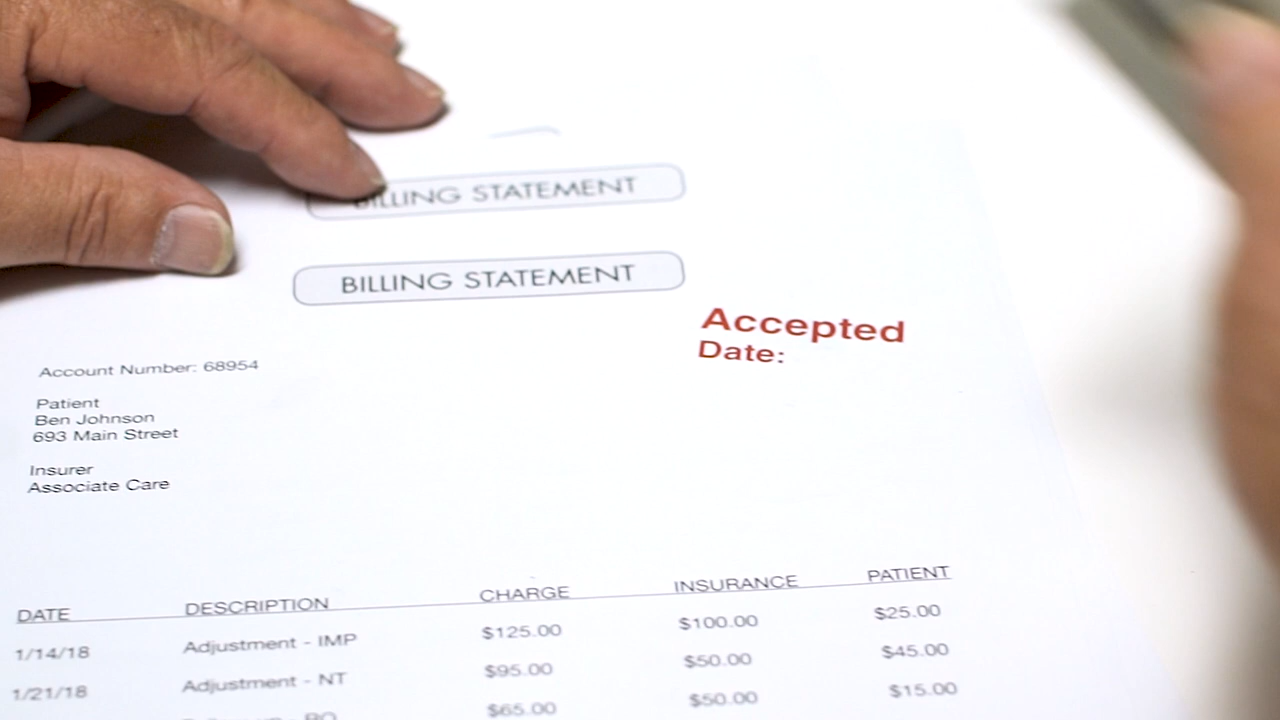 BILLING STATEMENT
BILLING STATEMENT
Accepted
Date:
Account Number: 68954
Patient
Ben Johnson
693 Main Street
Insurer
Associate Care
DATE DESCRIPTION CHARGE INSURANCE PATIENT
1/14/18 Adjustment - IMP $125.00 $100.00 $25.00
1/21/18 Adjustment - NT $95.00 $50.00 $45.00
$65.00 $50.00 $15.00